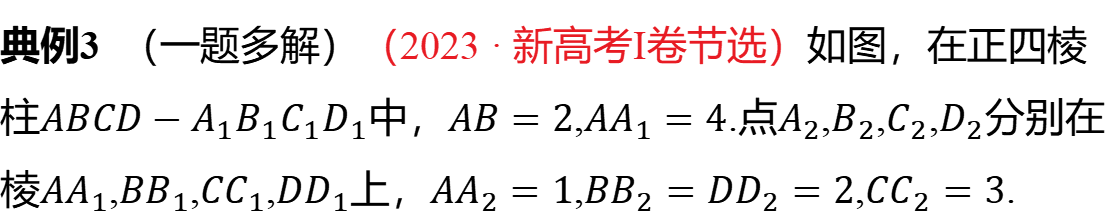 典例3 （一题多解）（2023 · 新高考Ⅰ卷节选）如图，在正四棱
柱ABCD − A₁B₁C₁D₁中，AB = 2,AA₁ = 4.点A₂,B₂,C₂,D₂分别在
棱AA₁,BB₁,CC₁,DD₁上，AA₂ = 1,BB₂ = DD₂ = 2,CC₂ = 3.